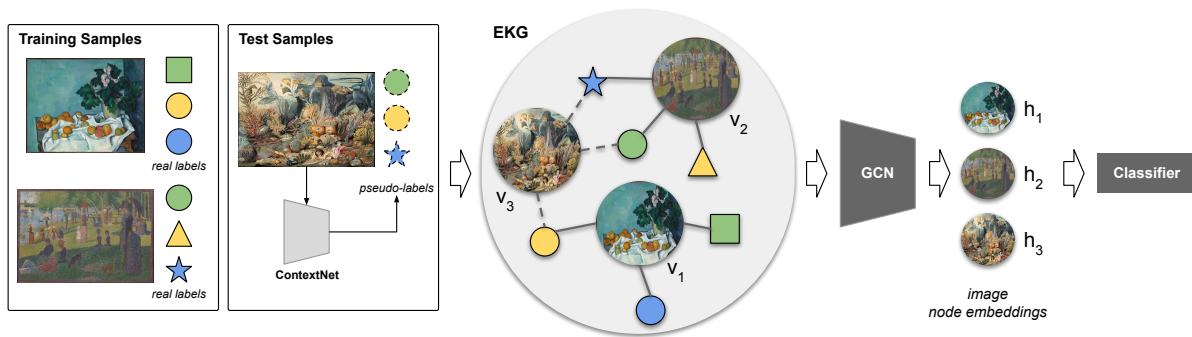 Training Samples
real labels
real labels
Test Samples
pseudo-labels
ContextNet
EKG
v2
v3
v1
GCN
h1
h2
h3
image
node embeddings
Classifier